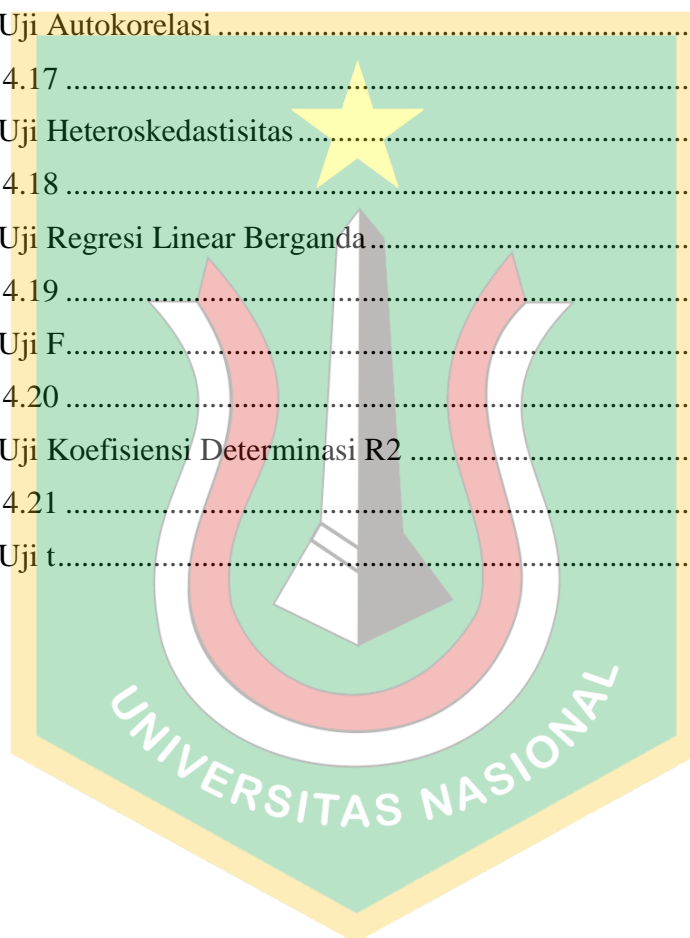 Uji Autokorelasi ........................................................................
4.17 ........................................................................
Uji Heteroskedastisitas ........................................................................
4.18 ........................................................................
Uji Regresi Linear Berganda ........................................................................
4.19 ........................................................................
Uji F ........................................................................
4.20 ........................................................................
Uji Koefisiensi Determinasi R2 ........................................................................
4.21 ........................................................................
Uji t ........................................................................
UNIVERSITAS NASIONAL